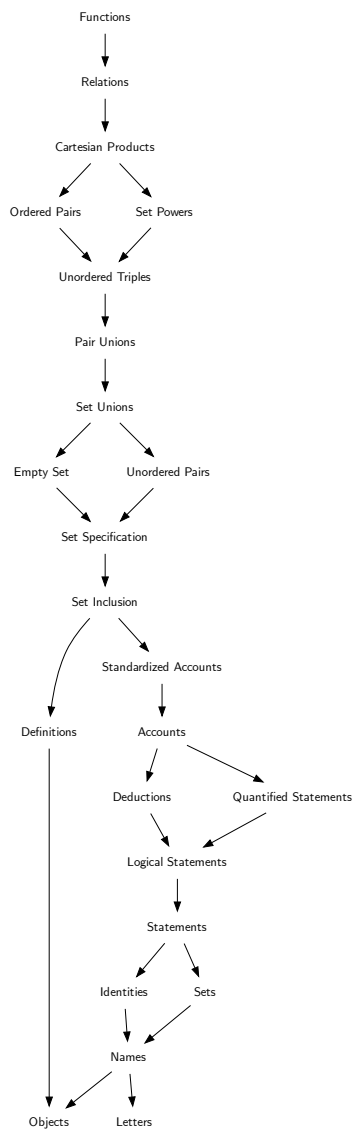 Functions
Relations
Cartesian Products
Ordered Pairs
Set Powers
Unordered Triples
Pair Unions
Set Unions
Empty Set
Unordered Pairs
Set Specification
Set Inclusion
Standardized Accounts
Definitions
Accounts
Deductions
Quantified Statements
Logical Statements
Statements
Identities
Sets
Names
Objects
Letters